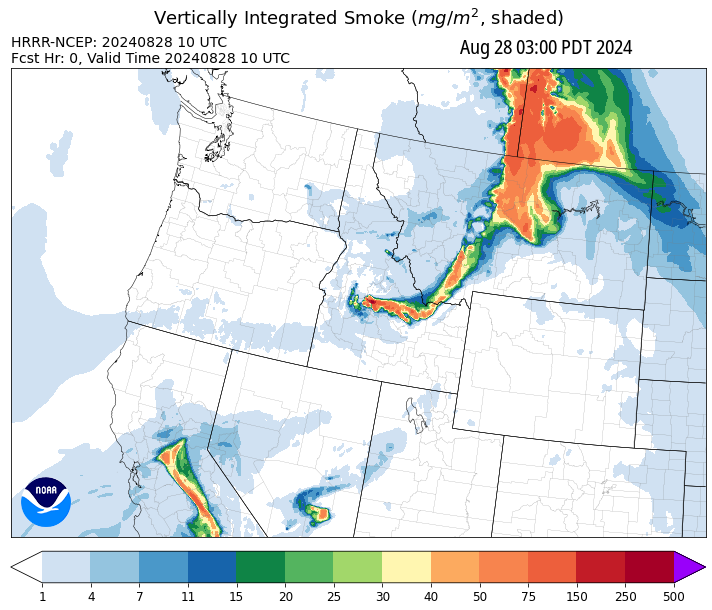 Vertically Integrated Smoke (mg/m², shaded)
HRRR-NCEP: 20240828 10 UTC
Fcst Hr: 0, Valid Time 20240828 10 UTC
Aug 28 03:00 PDT 2024
NOAA
1 4 7 11 15 20 25 30 40 50 75 150 250 500